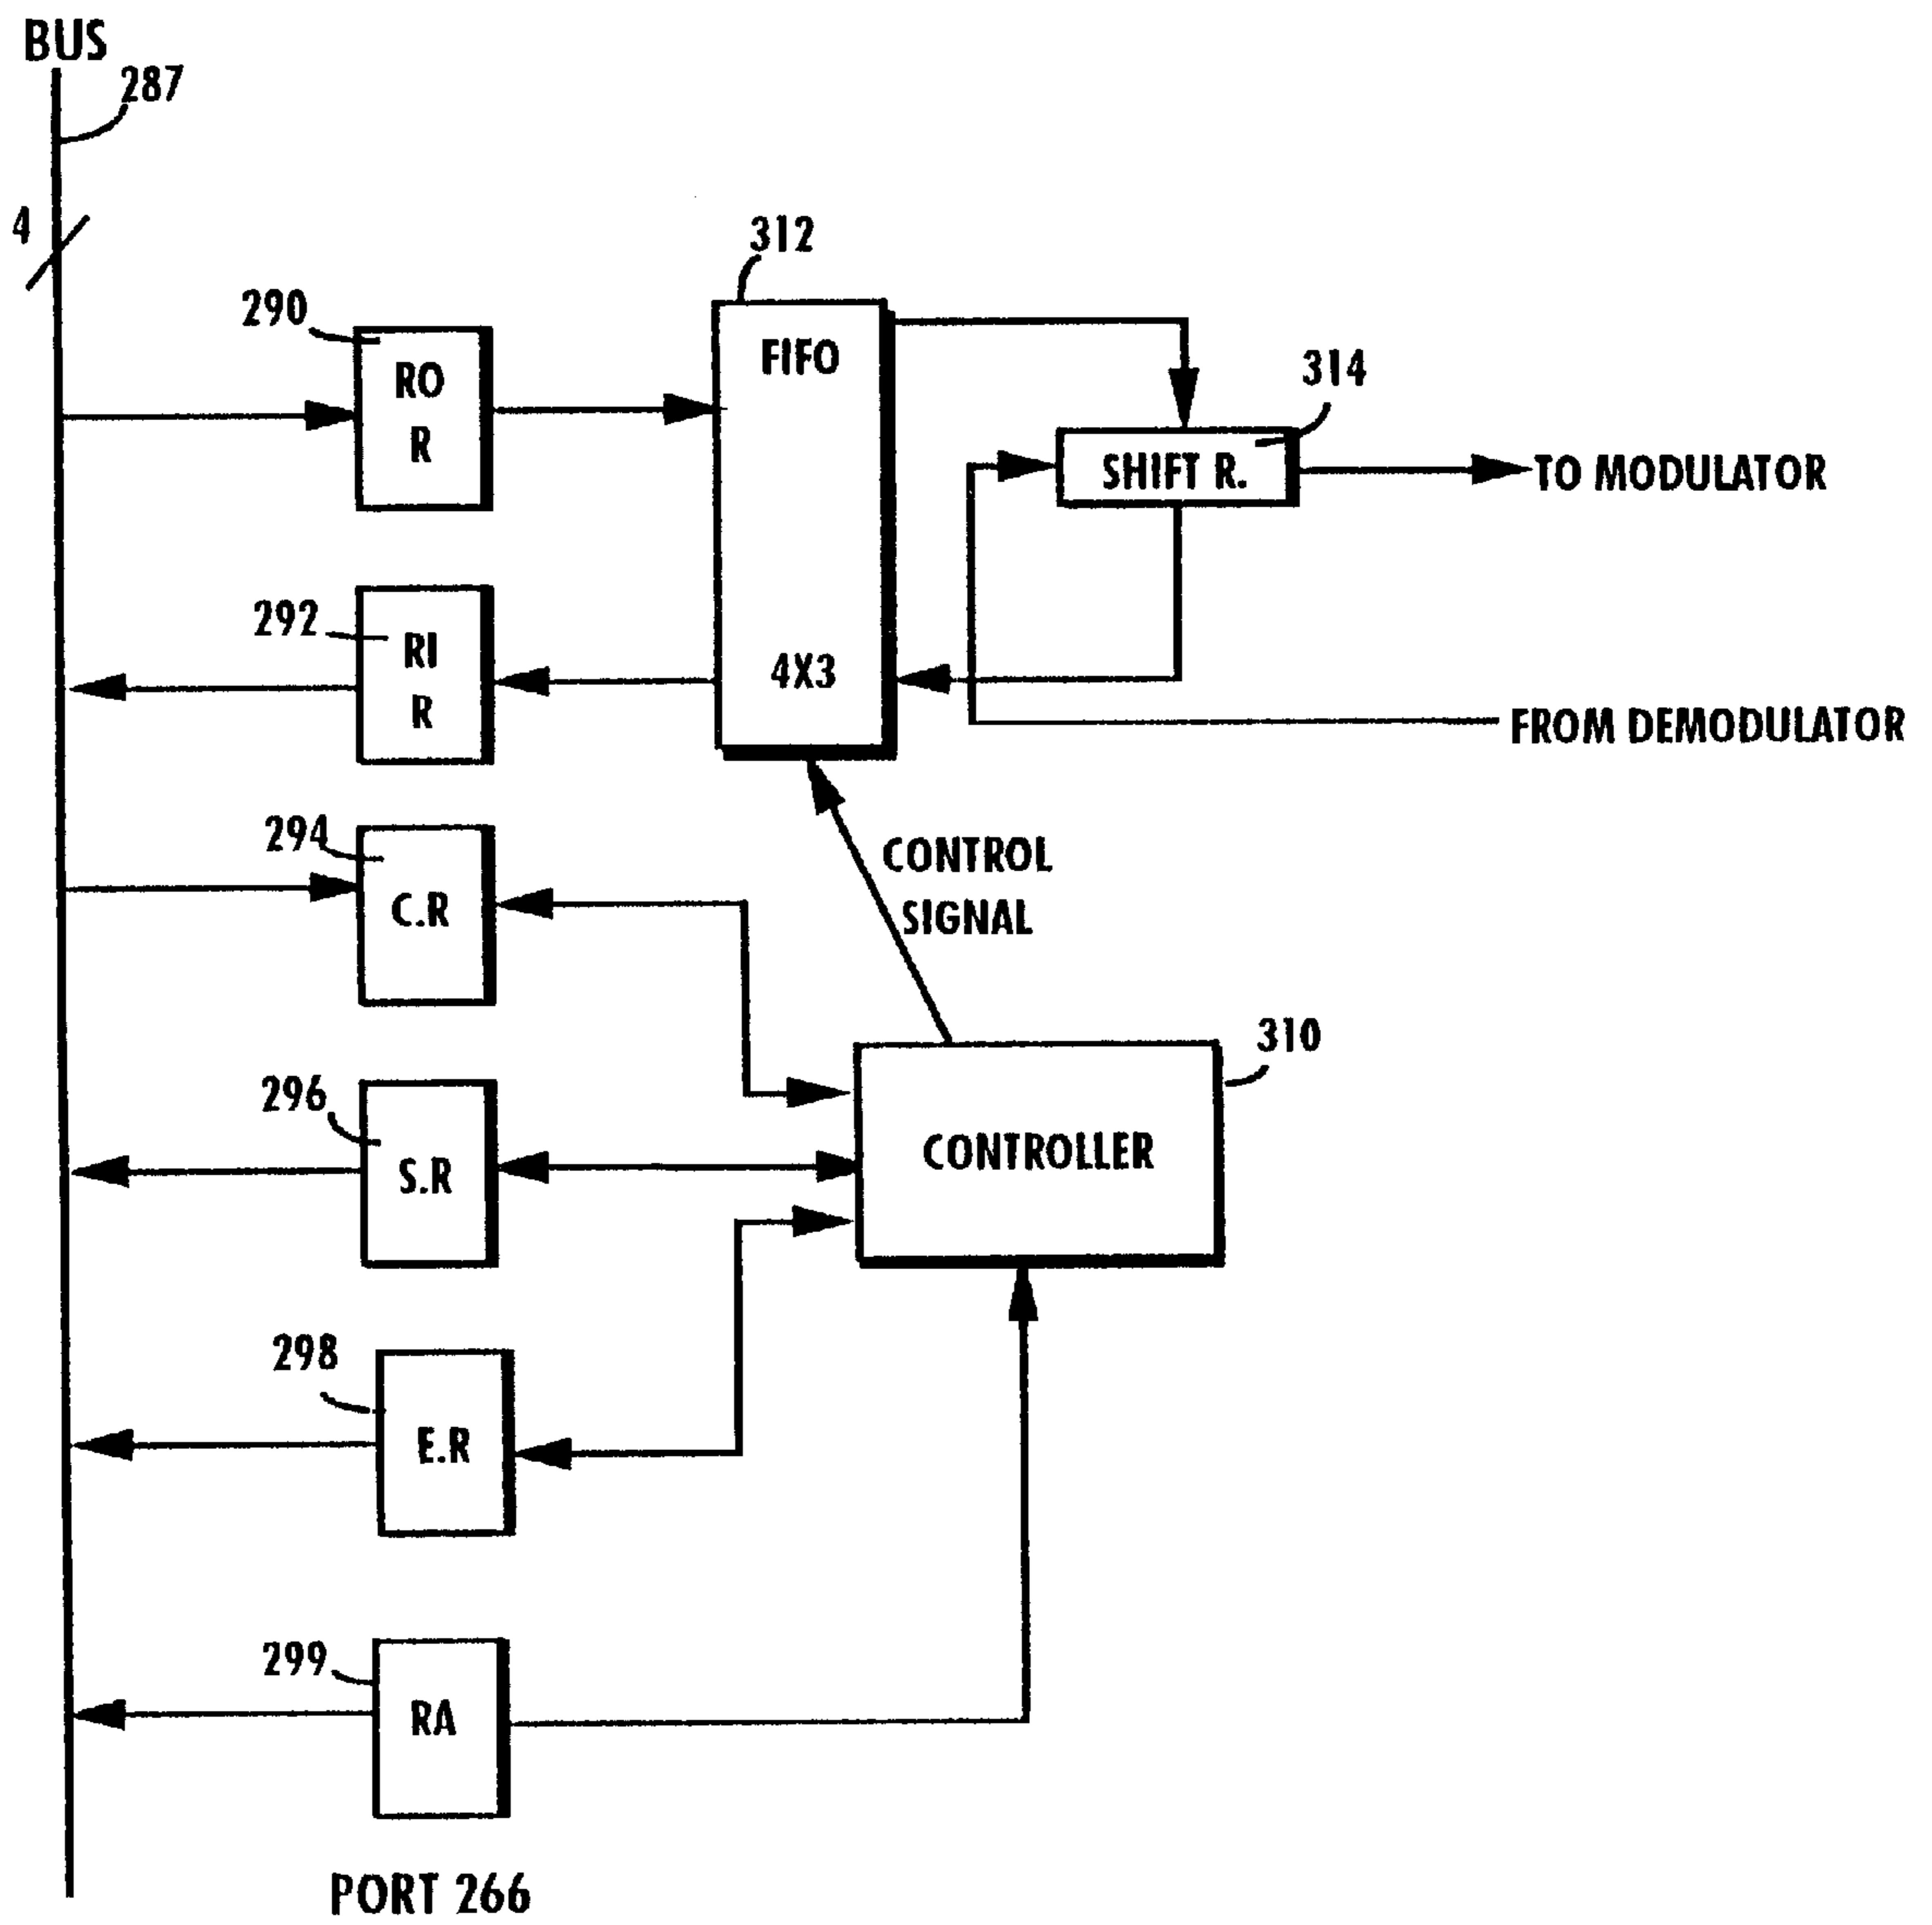 BUS
287
4
312
290
FIFO
RO
R
314
SHIFT R.
TO MODULATOR
292
RI
R
4X3
FROM DEMODULATOR
294
C.R
CONTROL
SIGNAL
310
296
S.R
CONTROLLER
298
E.R
299
RA
PORT 266